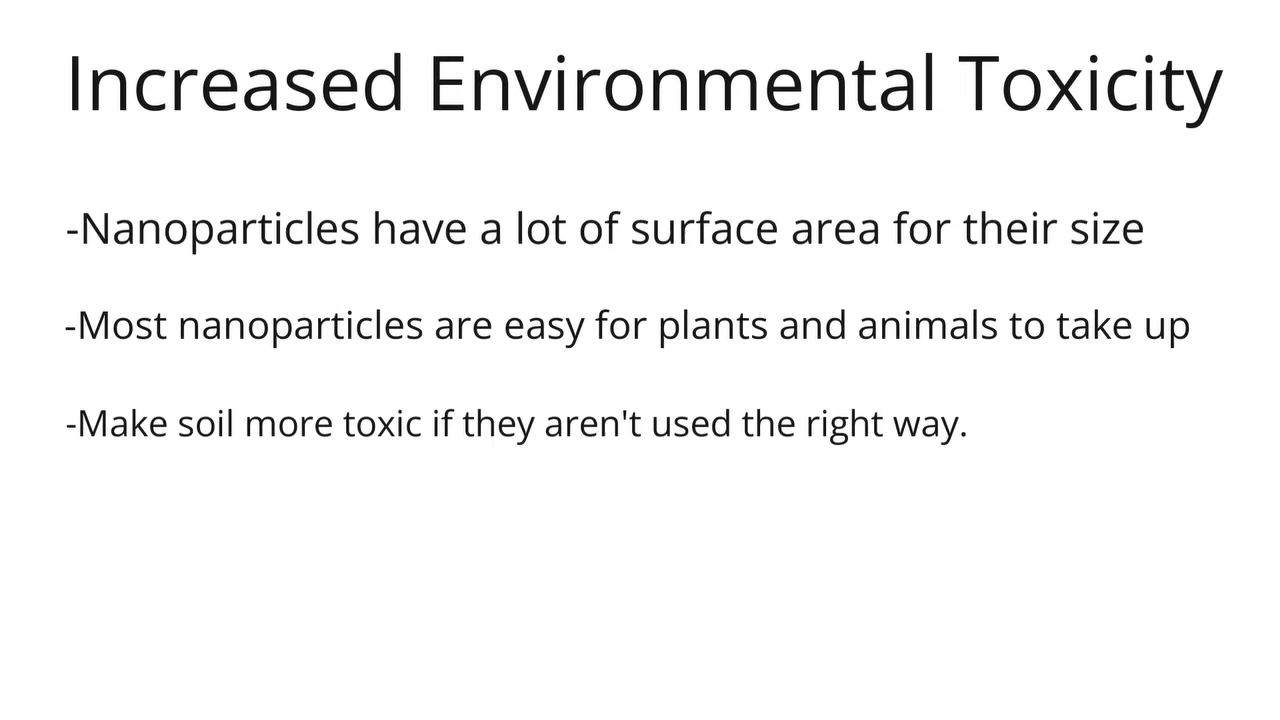 Increased Environmental Toxicity
-Nanoparticles have a lot of surface area for their size
-Most nanoparticles are easy for plants and animals to take up
-Make soil more toxic if they aren't used the right way.